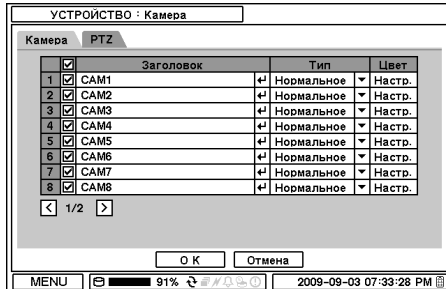 УСТРОЙСТВО : Камера
Камера PTZ
Заголовок Тип Цвет
1 CAM1 Нормальное Настр.
2 CAM2 Нормальное Настр.
3 CAM3 Нормальное Настр.
4 CAM4 Нормальное Настр.
5 CAM5 Нормальное Настр.
6 CAM6 Нормальное Настр.
7 CAM7 Нормальное Настр.
8 CAM8 Нормальное Настр.
< 1/2 >
O K Отмена
MENU 91% 2009-09-03 07:33:28 PM